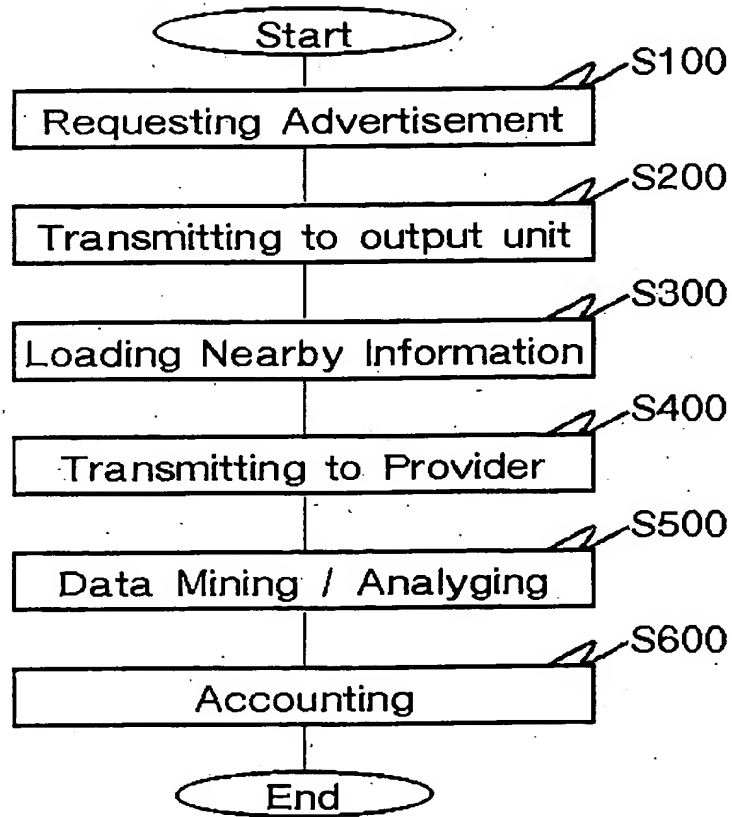 Start
S100
Requesting Advertisement
S200
Transmitting to output unit
S300
Loading Nearby Information
S400
Transmitting to Provider
S500
Data Mining / Analyging
S600
Accounting
End